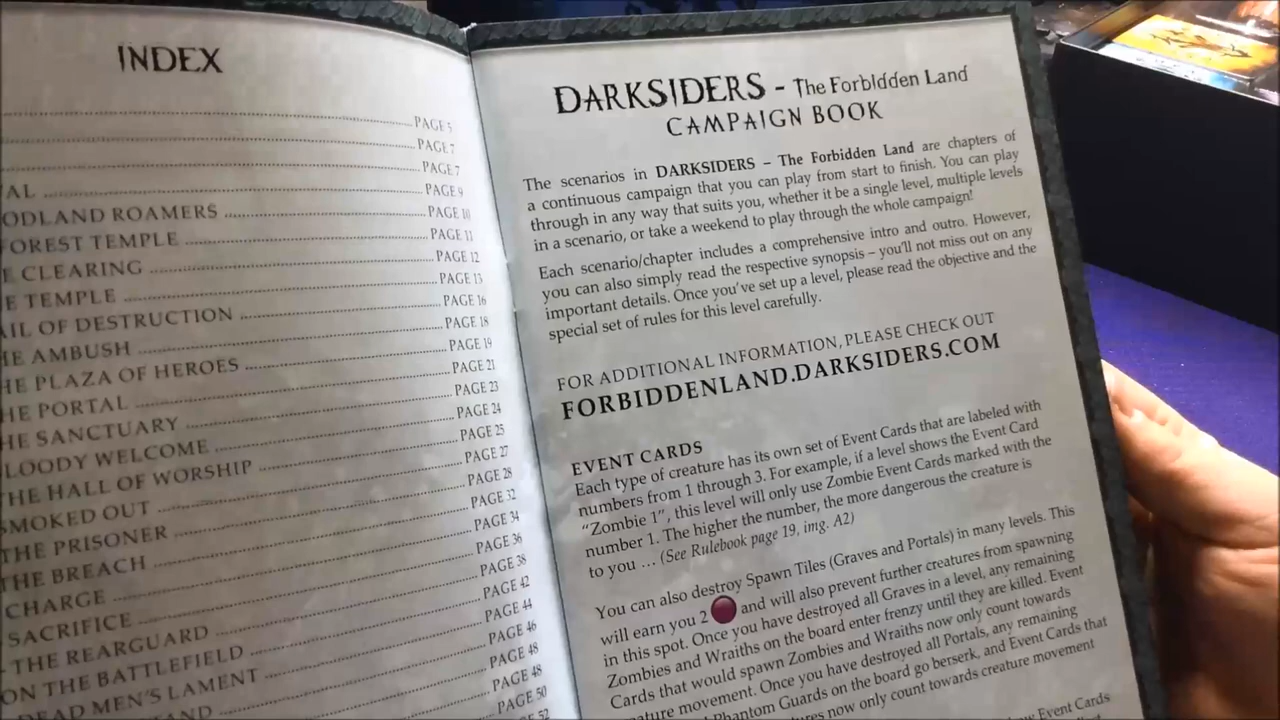 INDEX
PAGE 5
PAGE 7
PAGE 7
AL PAGE 9
ODLAND ROAMERS PAGE 10
FOREST TEMPLE PAGE 11
E CLEARING PAGE 12
E TEMPLE PAGE 13
AIL OF DESTRUCTION PAGE 16
HE AMBUSH PAGE 18
HE PLAZA OF HEROES PAGE 19
HE PORTAL PAGE 21
HE SANCTUARY PAGE 23
LOODY WELCOME PAGE 24
THE HALL OF WORSHIP PAGE 25
SMOKED OUT PAGE 27
THE PRISONER PAGE 28
THE BREACH PAGE 32
CHARGE PAGE 34
SACRIFICE PAGE 36
THE REARGUARD PAGE 38
ON THE BATTLEFIELD PAGE 42
DEAD MEN'S LAMENT PAGE 44
PAGE 46
PAGE 48
PAGE 48
PAGE 50
DARKSIDERS - The Forbidden Land
CAMPAIGN BOOK
The scenarios in DARKSIDERS – The Forbidden Land are chapters of
a continuous campaign that you can play from start to finish. You can play
through in any way that suits you, whether it be a single level, multiple levels
in a scenario, or take a weekend to play through the whole campaign!
Each scenario/chapter includes a comprehensive intro and outro. However,
you can also simply read the respective synopsis – you'll not miss out on any
important details. Once you've set up a level, please read the objective and the
special set of rules for this level carefully.
FOR ADDITIONAL INFORMATION, PLEASE CHECK OUT
FORBIDDENLAND.DARKSIDERS.COM
EVENT CARDS
Each type of creature has its own set of Event Cards that are labeled with
numbers from 1 through 3. For example, if a level shows the Event Card
"Zombie 1", this level will only use Zombie Event Cards marked with the
number 1. The higher the number, the more dangerous the creature is
to you … (See Rulebook page 19, img. A2)
You can also destroy Spawn Tiles (Graves and Portals) in many levels. This
will earn you 2 and will also prevent further creatures from spawning
in this spot. Once you have destroyed all Graves in a level, any remaining
Zombies and Wraiths on the board enter frenzy until they are killed. Event
Cards that would spawn Zombies and Wraiths now only count towards
ature movement. Once you have destroyed all Portals, any remaining
Phantom Guards on the board go berserk, and Event Cards that
tures now only count towards creature movement
Event Cards